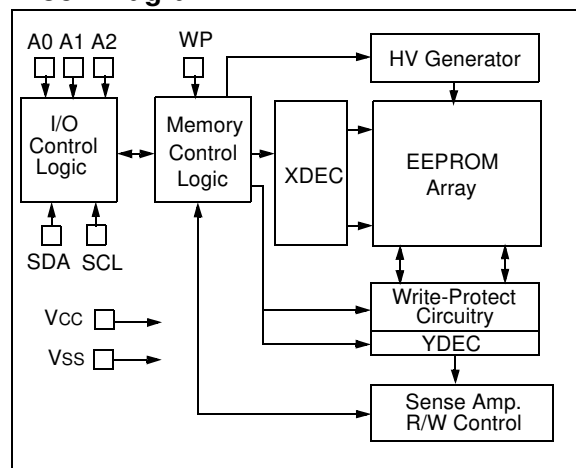 A0 A1 A2
WP
HV Generator
I/O
Control
Logic
Memory
Control
Logic
XDEC
EEPROM
Array
SDA
SCL
Write-Protect
Circuitry
YDEC
VCC
VSS
Sense Amp.
R/W Control